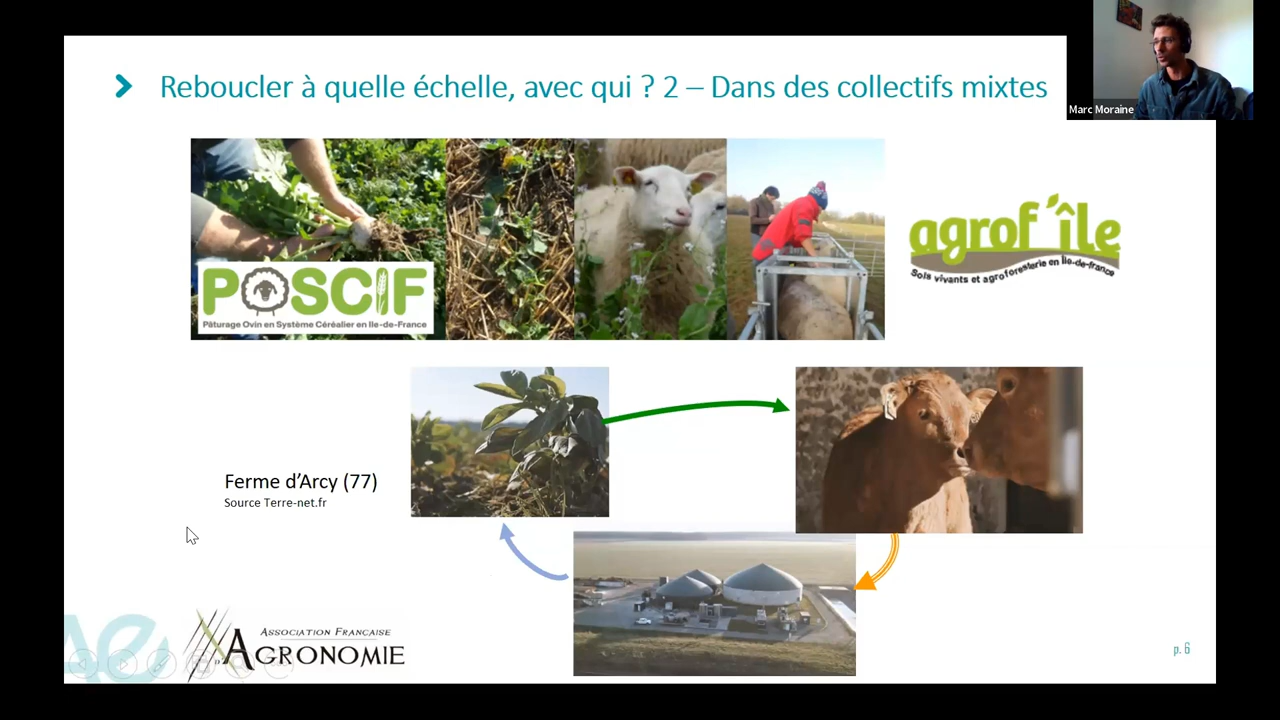 Reboucler à quelle échelle, avec qui ? 2 – Dans des collectifs mixtes
Marc Moraine
POSCIF
Pâturage Ovin en Système Céréalier en Ile-de-France
agrof'île
Sols vivants et agroforesterie en Île-de-france
Ferme d'Arcy (77)
Source Terre-net.fr
Association Française
d'Agronomie
p. 6